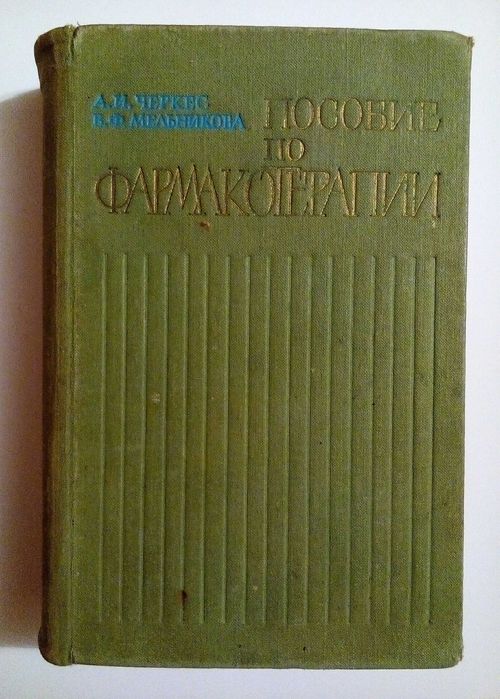 А.И. ЧЕРКЕС
В.Ф. МЕЛЬНИКОВА
ПОСОБИЕ
ПО
ФАРМАКОТЕРАПИИ